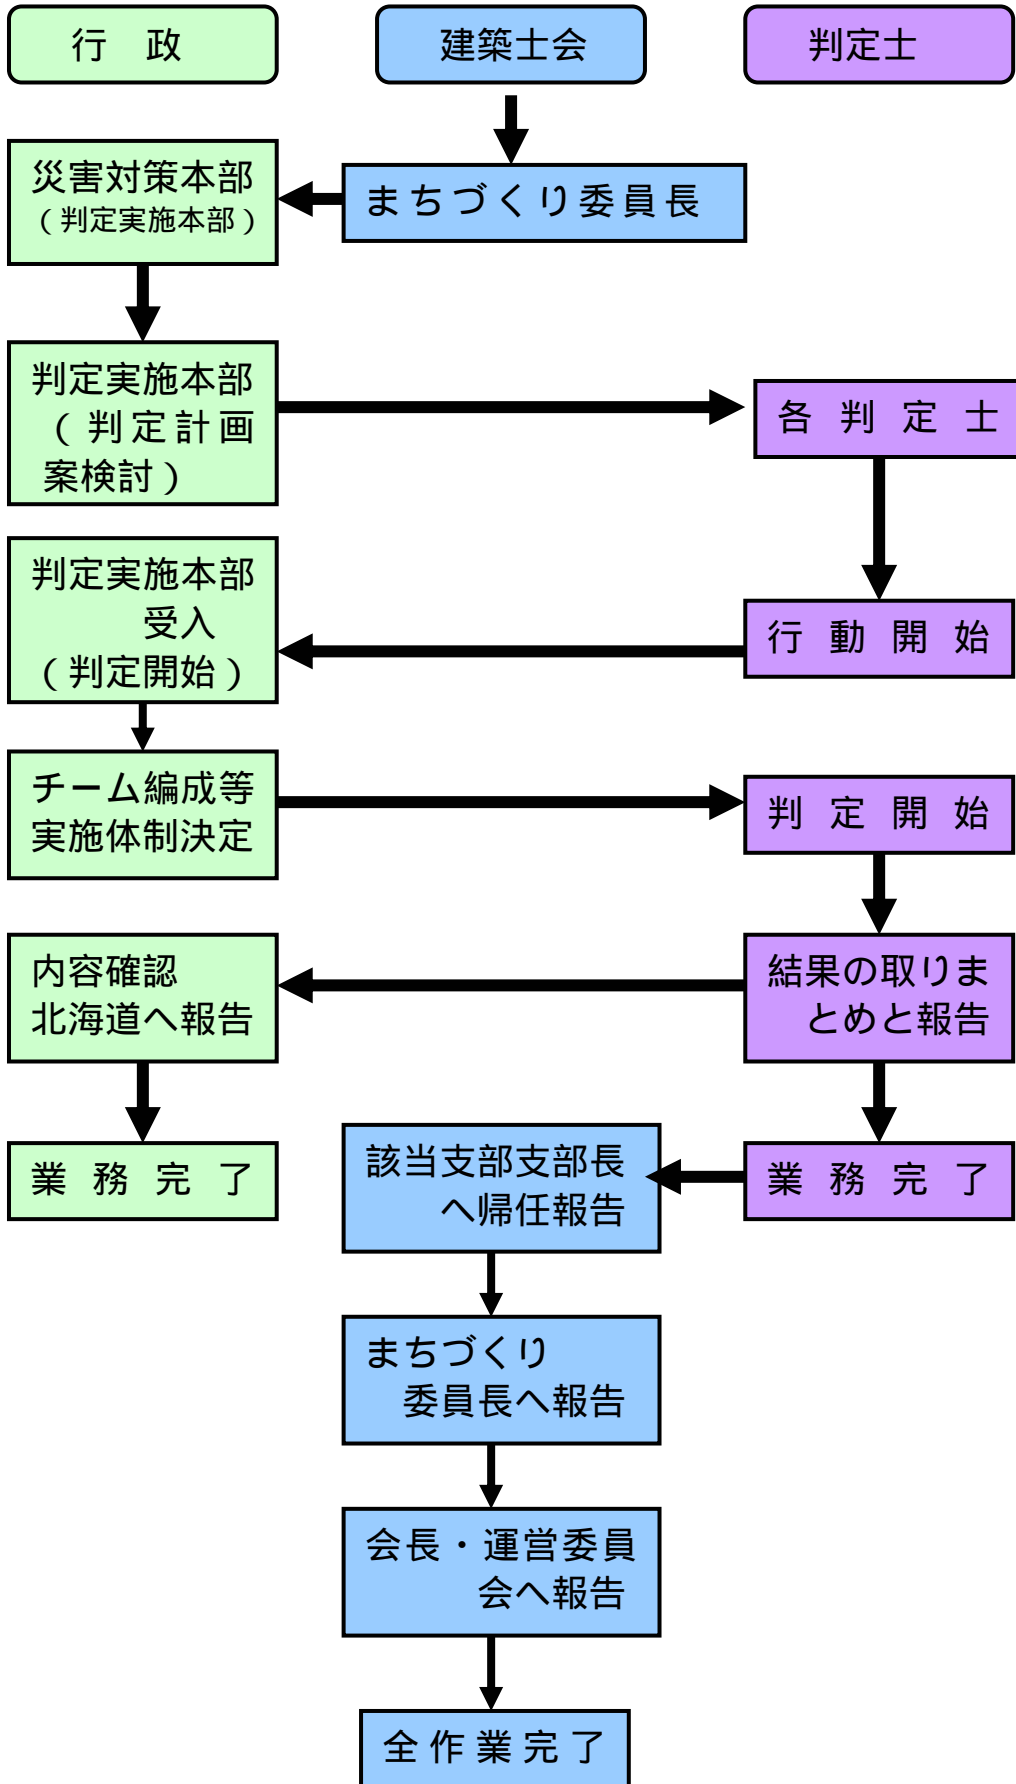 行　政
建築士会
判定士
災害対策本部
（判定実施本部）
まちづくり委員長
判定実施本部
（判定計画
案検討）
各判定士
判定実施本部
受入
（判定開始）
行動開始
チーム編成等
実施体制決定
判定開始
内容確認
北海道へ報告
結果の取りま
とめと報告
業務完了
該当支部支部長
へ帰任報告
業務完了
まちづくり
委員長へ報告
会長・運営委員
会へ報告
全作業完了